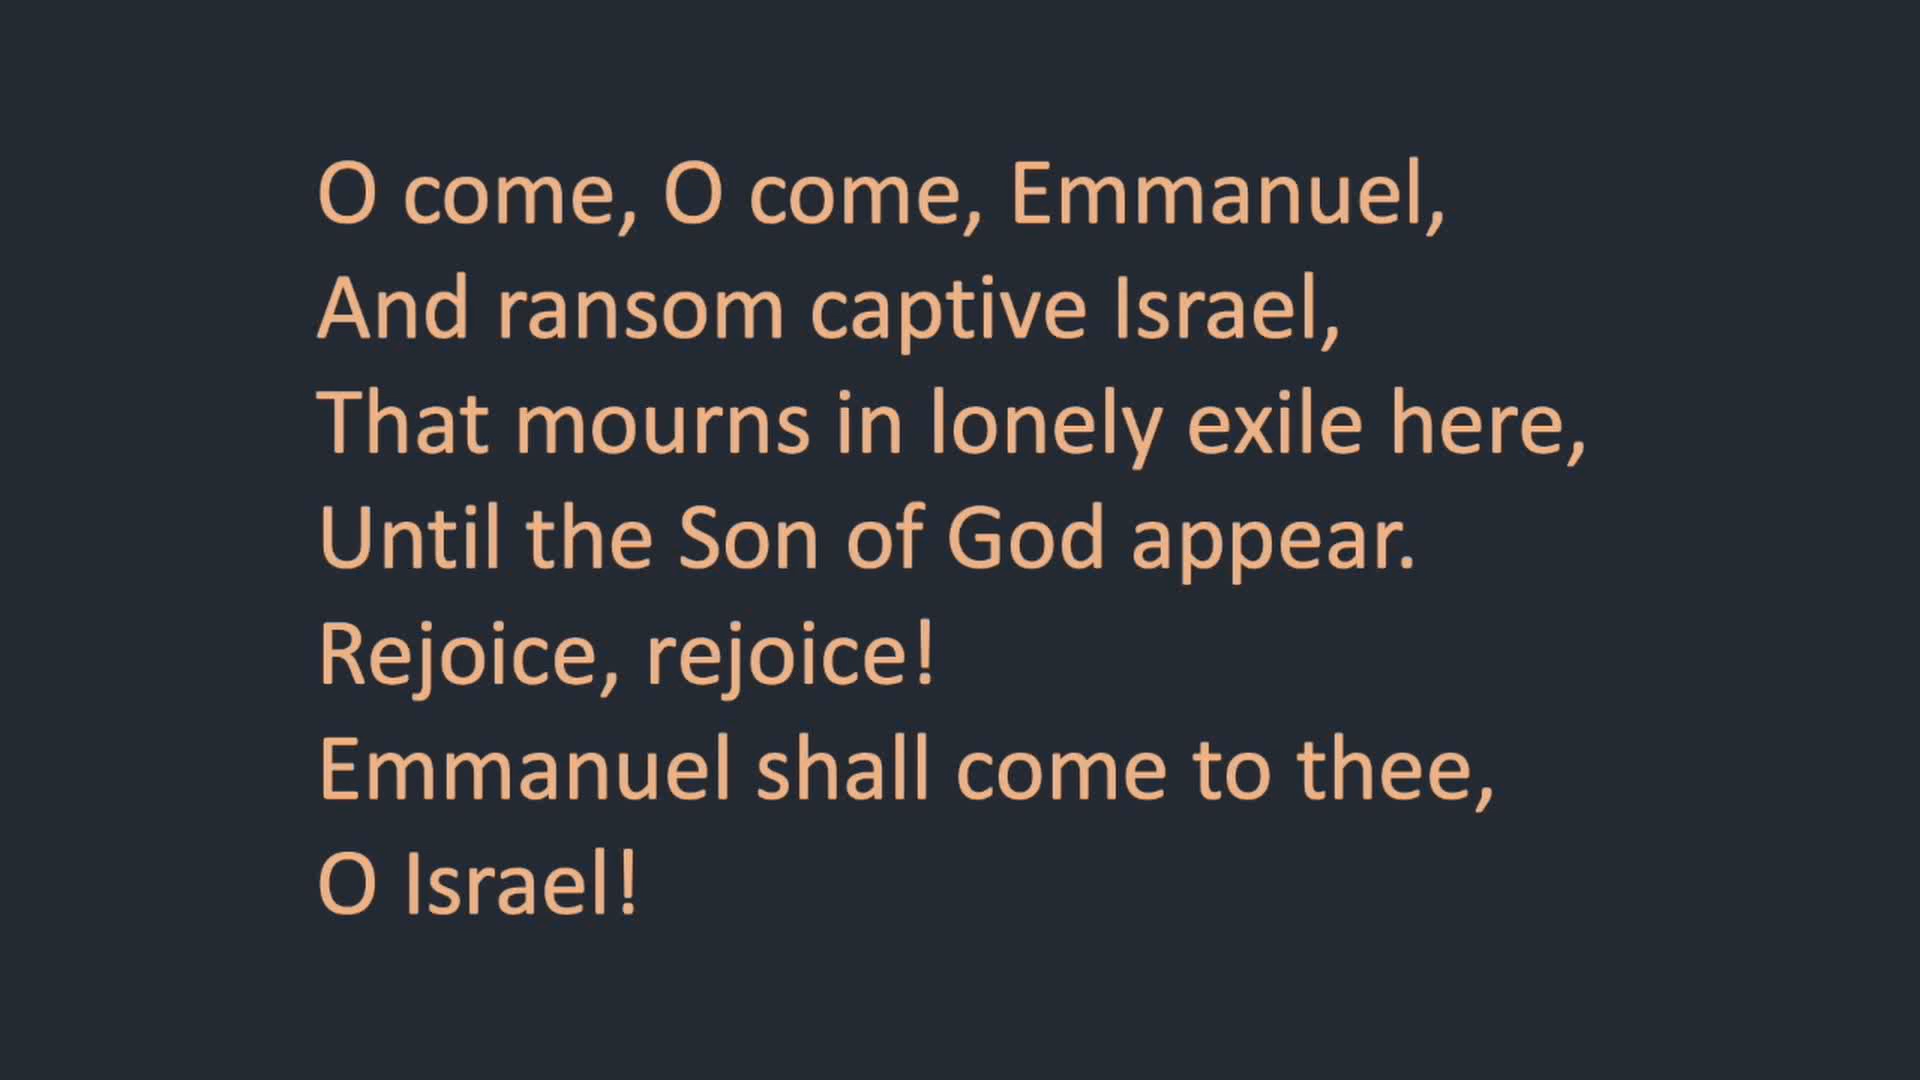 O come, O come, Emmanuel,
And ransom captive Israel,
That mourns in lonely exile here,
Until the Son of God appear.
Rejoice, rejoice!
Emmanuel shall come to thee,
O Israel!